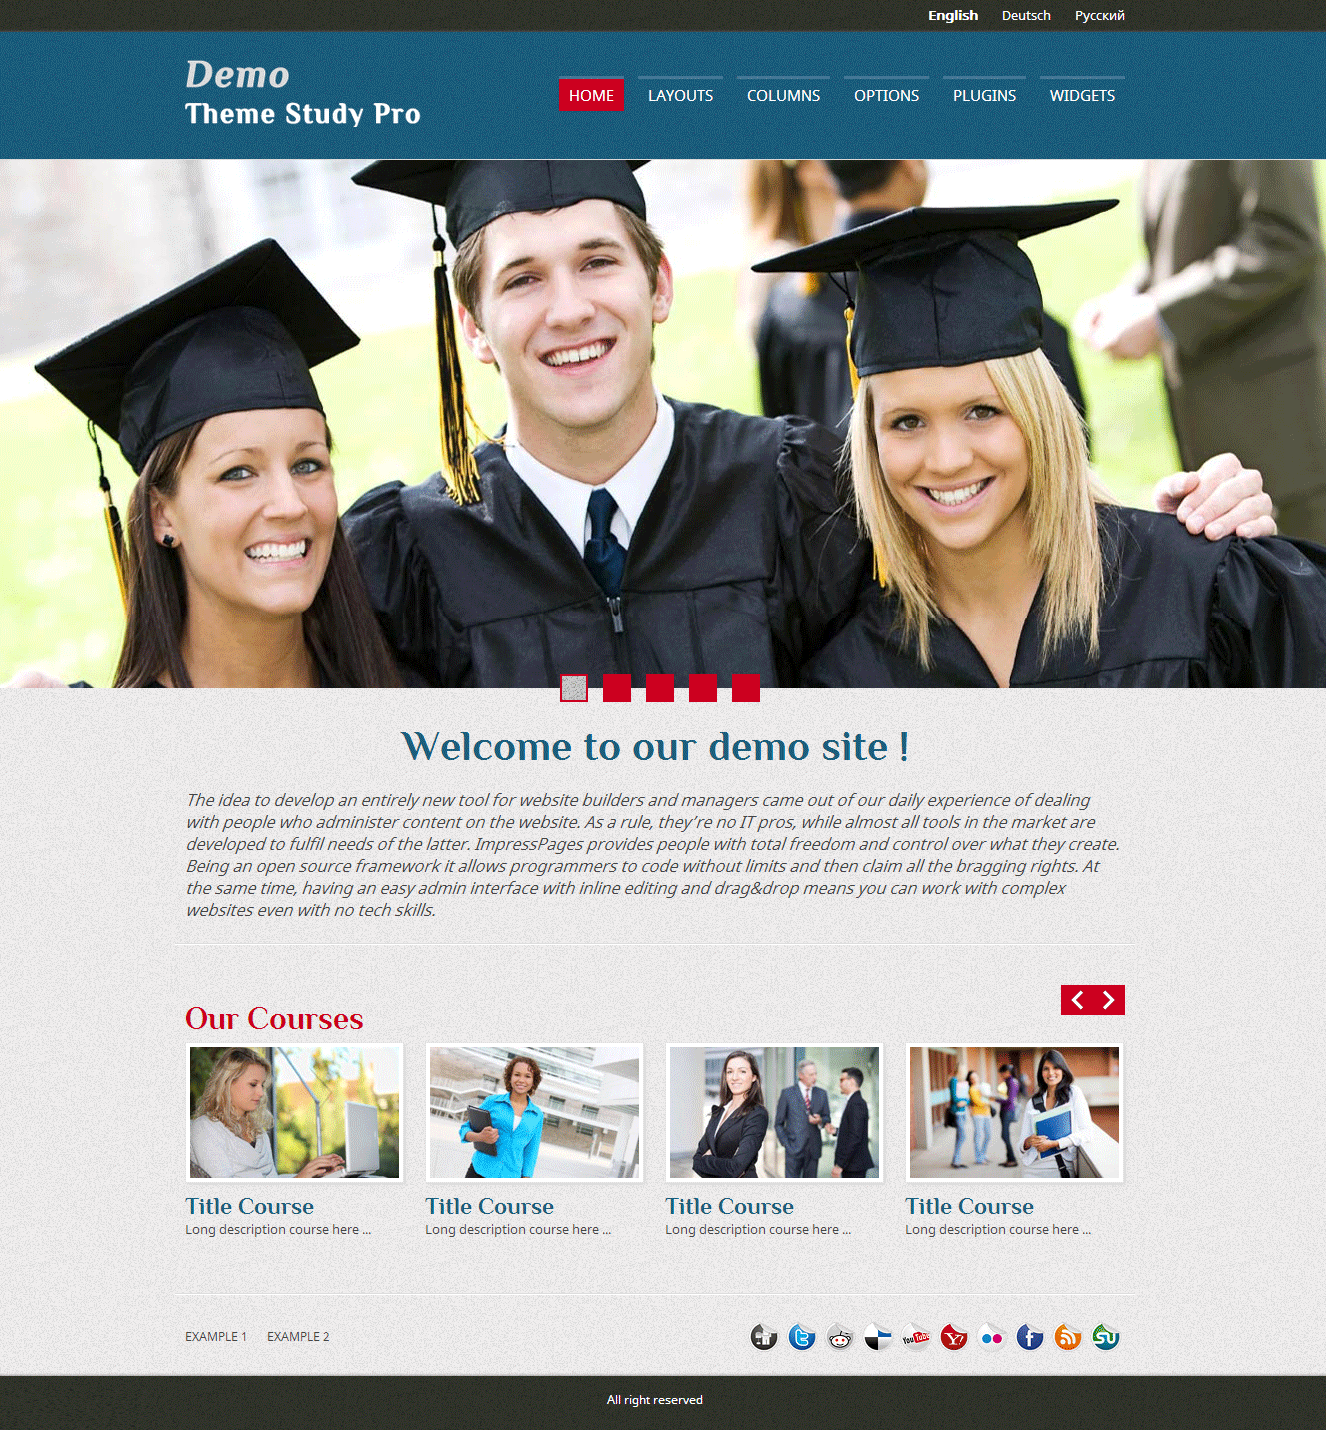 English Deutsch Русский
Demo
Theme Study Pro
HOME LAYOUTS COLUMNS OPTIONS PLUGINS WIDGETS
Welcome to our demo site !
The idea to develop an entirely new tool for website builders and managers came out of our daily experience of dealing
with people who administer content on the website. As a rule, they’re no IT pros, while almost all tools in the market are
developed to fulfil needs of the latter. ImpressPages provides people with total freedom and control over what they create.
Being an open source framework it allows programmers to code without limits and then claim all the bragging rights. At
the same time, having an easy admin interface with inline editing and drag&drop means you can work with complex
websites even with no tech skills.
Our Courses
Title Course Title Course Title Course Title Course
Long description course here ... Long description course here ... Long description course here ... Long description course here ...
EXAMPLE 1 EXAMPLE 2
You Tube Y!
All right reserved